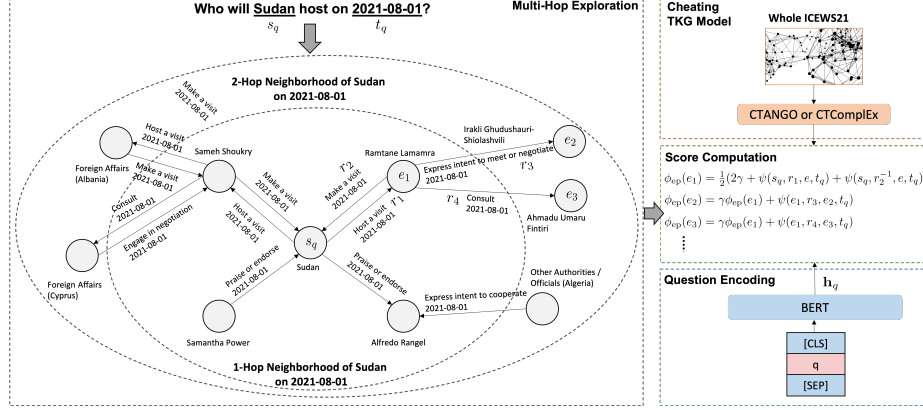 Who will Sudan host on 2021-08-01?
s_q t_q
Multi-Hop Exploration
2-Hop Neighborhood of Sudan
on 2021-08-01
Make a visit
2021-08-01
Host a visit
2021-08-01
Foreign Affairs
(Albania)
Make a visit
2021-08-01
Sameh Shoukry
Consult
2021-08-01
Engage in negotiation
2021-08-01
Foreign Affairs
(Cyprus)
Make a visit
2021-08-01
Host a visit
2021-08-01
s_q
Sudan
Praise or endorse
2021-08-01
Samantha Power
Praise or endorse
2021-08-01
Alfredo Rangel
Express intent to cooperate
2021-08-01
Other Authorities /
Officials (Algeria)
r_2
Make a visit
2021-08-01
Host a visit
2021-08-01
r_1
Ramtane Lamamra
e_1
Irakli Ghudushauri-
Shiolashvili
e_2
Express intent to meet or negotiate
2021-08-01
r_3
r_4
Consult
2021-08-01
e_3
Ahmadu Umaru
Fintiri
1-Hop Neighborhood of Sudan
on 2021-08-01
Cheating
TKG Model
Whole ICEWS21
CTANGO or CTComplEx
Score Computation
ϕ_ep(e_1) = 1/2(2γ + ψ(s_q, r_1, e, t_q) + ψ(s_q, r_2^{-1}, e, t_q)
ϕ_ep(e_2) = γϕ_ep(e_1) + ψ(e_1, r_3, e_2, t_q)
ϕ_ep(e_3) = γϕ_ep(e_1) + ψ(e_1, r_4, e_3, t_q)
⋮
Question Encoding
h_q
BERT
[CLS]
q
[SEP]